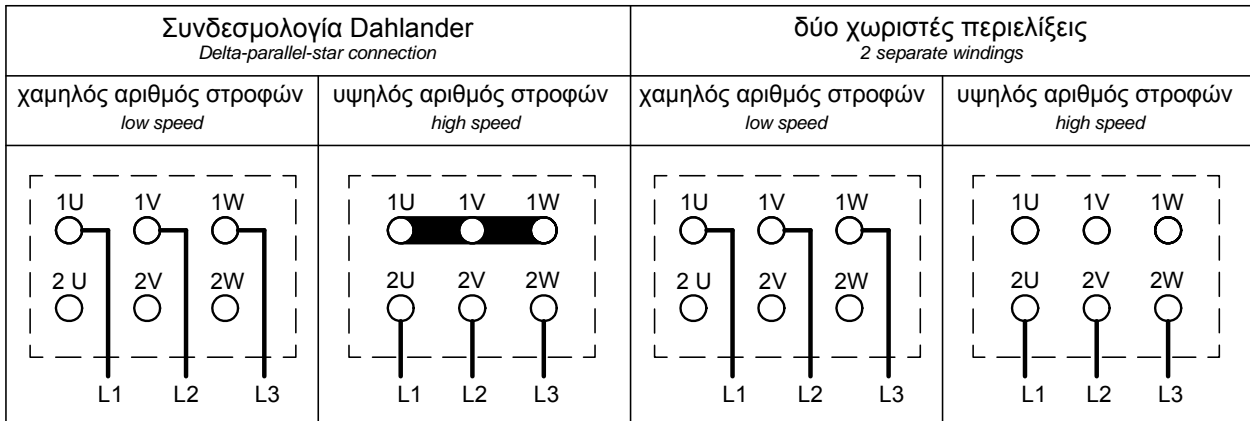 Συνδεσμολογία Dahlander
Delta-parallel-star connection
δύο χωριστές περιελίξεις
2 separate windings
χαμηλός αριθμός στροφών
low speed
υψηλός αριθμός στροφών
high speed
χαμηλός αριθμός στροφών
low speed
υψηλός αριθμός στροφών
high speed
1U 1V 1W
2 U 2V 2W
L1 L2 L3
1U 1V 1W
2U 2V 2W
L1 L2 L3
1U 1V 1W
2 U 2V 2W
L1 L2 L3
1U 1V 1W
2U 2V 2W
L1 L2 L3